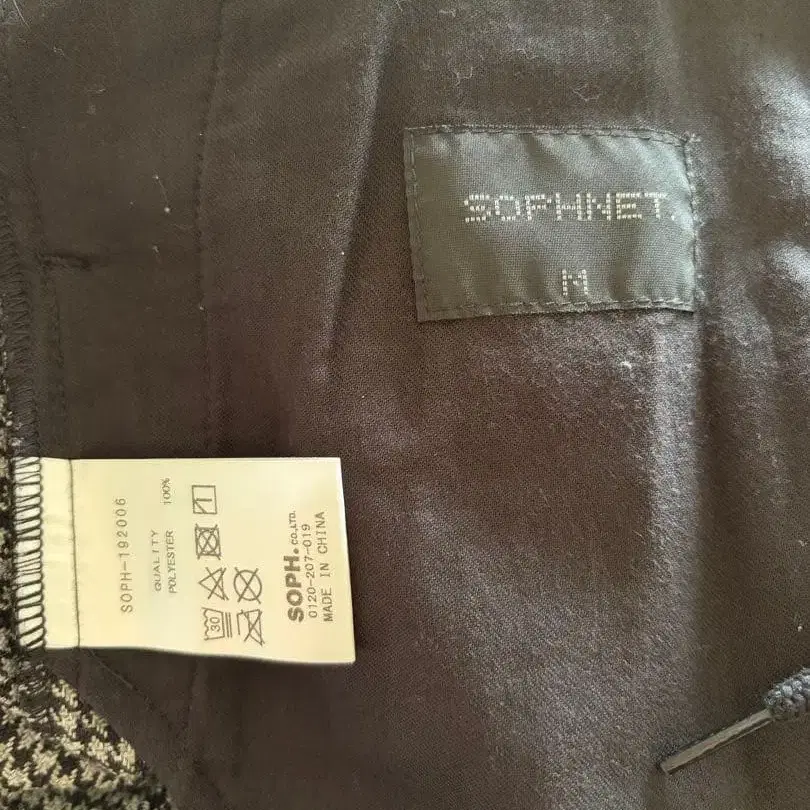 SOPHNET.
M
SOPH-192006
QUALITY
POLYESTER 100%
30
SOPH.CO.,LTD.
0120-207-019
MADE IN CHINA